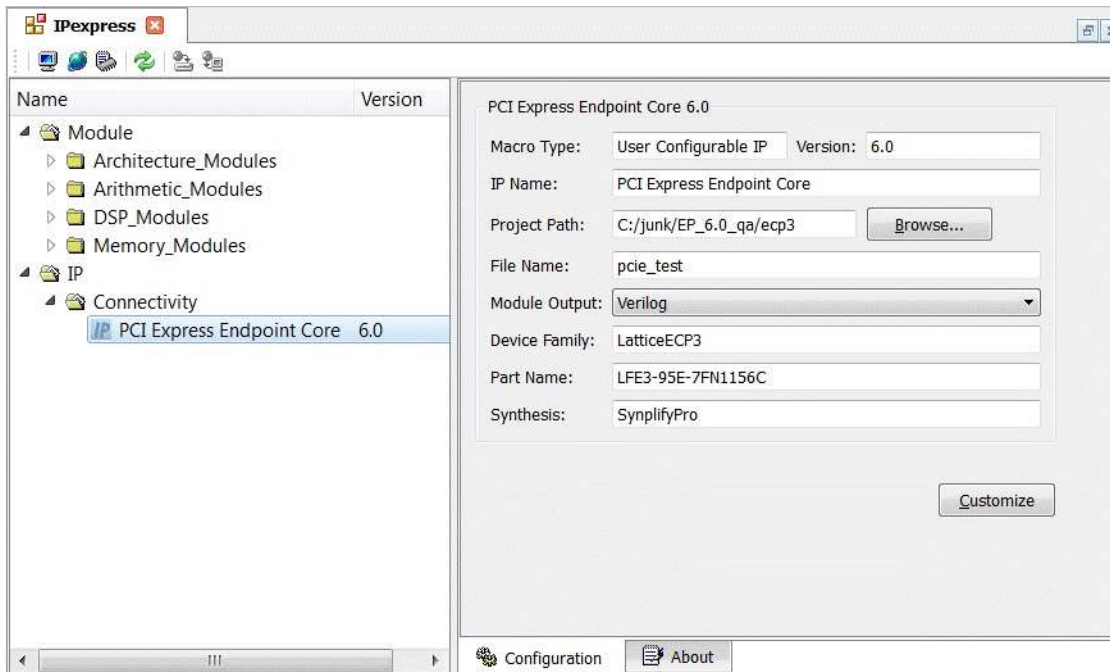 IPexpress
Name Version
Module
Architecture_Modules
Arithmetic_Modules
DSP_Modules
Memory_Modules
IP
Connectivity
IP PCI Express Endpoint Core 6.0
PCI Express Endpoint Core 6.0
Macro Type: User Configurable IP Version: 6.0
IP Name: PCI Express Endpoint Core
Project Path: C:/junk/EP_6.0_qa/ecp3 Browse...
File Name: pcie_test
Module Output: Verilog
Device Family: LatticeECP3
Part Name: LFE3-95E-7FN1156C
Synthesis: SynplifyPro
Customize
Configuration About